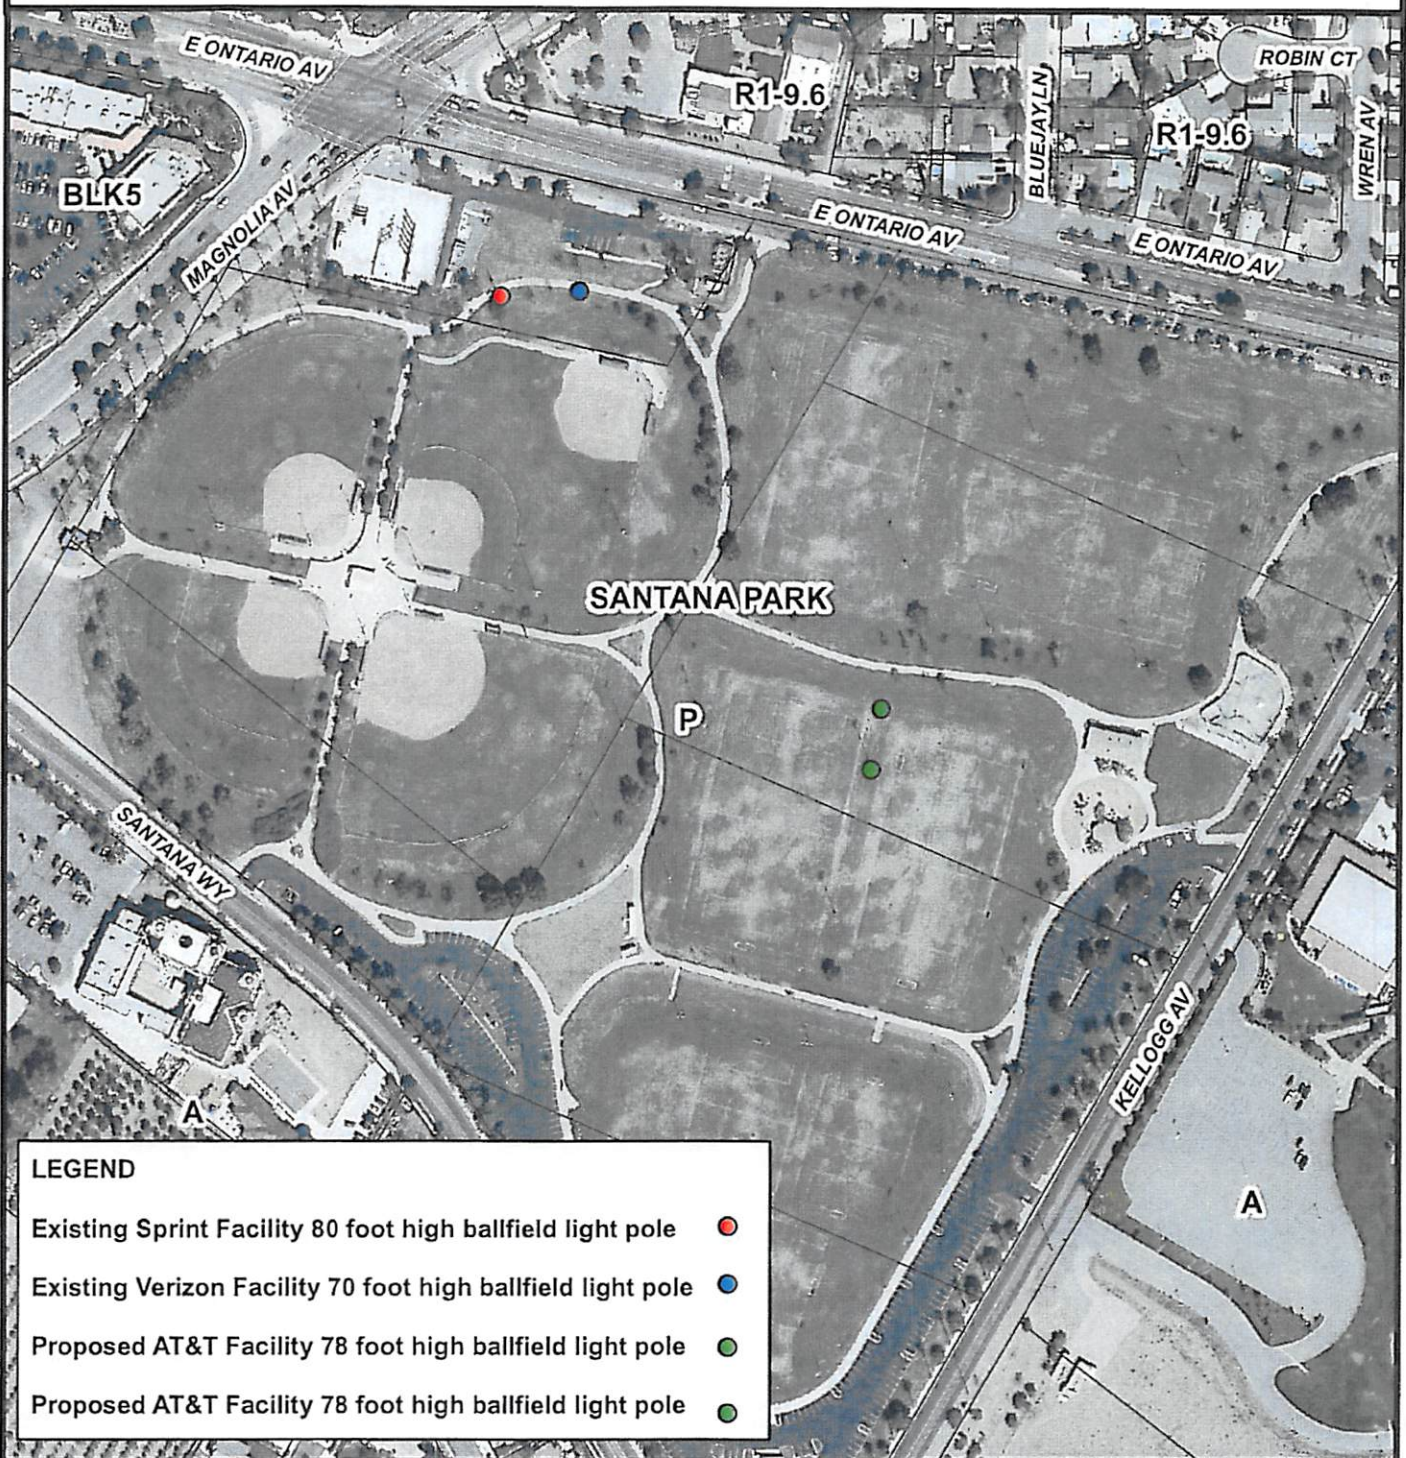 E ONTARIO AV
ROBIN CT
R1-9.6
BLUEJAY LN
R1-9.6
WREN AV
BLK5
MAGNOLIA AV
E ONTARIO AV
E ONTARIO AV
SANTANA PARK
P
SANTANA WY
KELLOGG AV
A
A
LEGEND
Existing Sprint Facility 80 foot high ballfield light pole
Existing Verizon Facility 70 foot high ballfield light pole
Proposed AT&T Facility 78 foot high ballfield light pole
Proposed AT&T Facility 78 foot high ballfield light pole